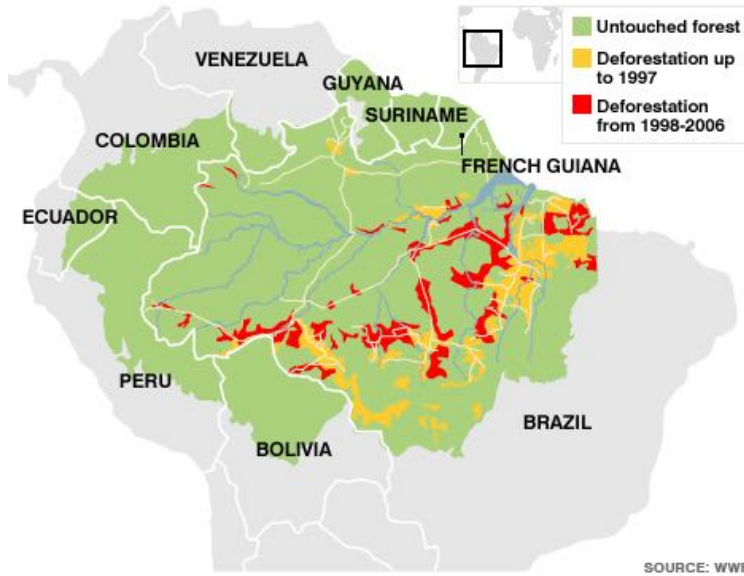 Untouched forest
Deforestation up
to 1997
Deforestation
from 1998-2006
VENEZUELA
GUYANA
SURINAME
COLOMBIA
FRENCH GUIANA
ECUADOR
PERU
BRAZIL
BOLIVIA
SOURCE: